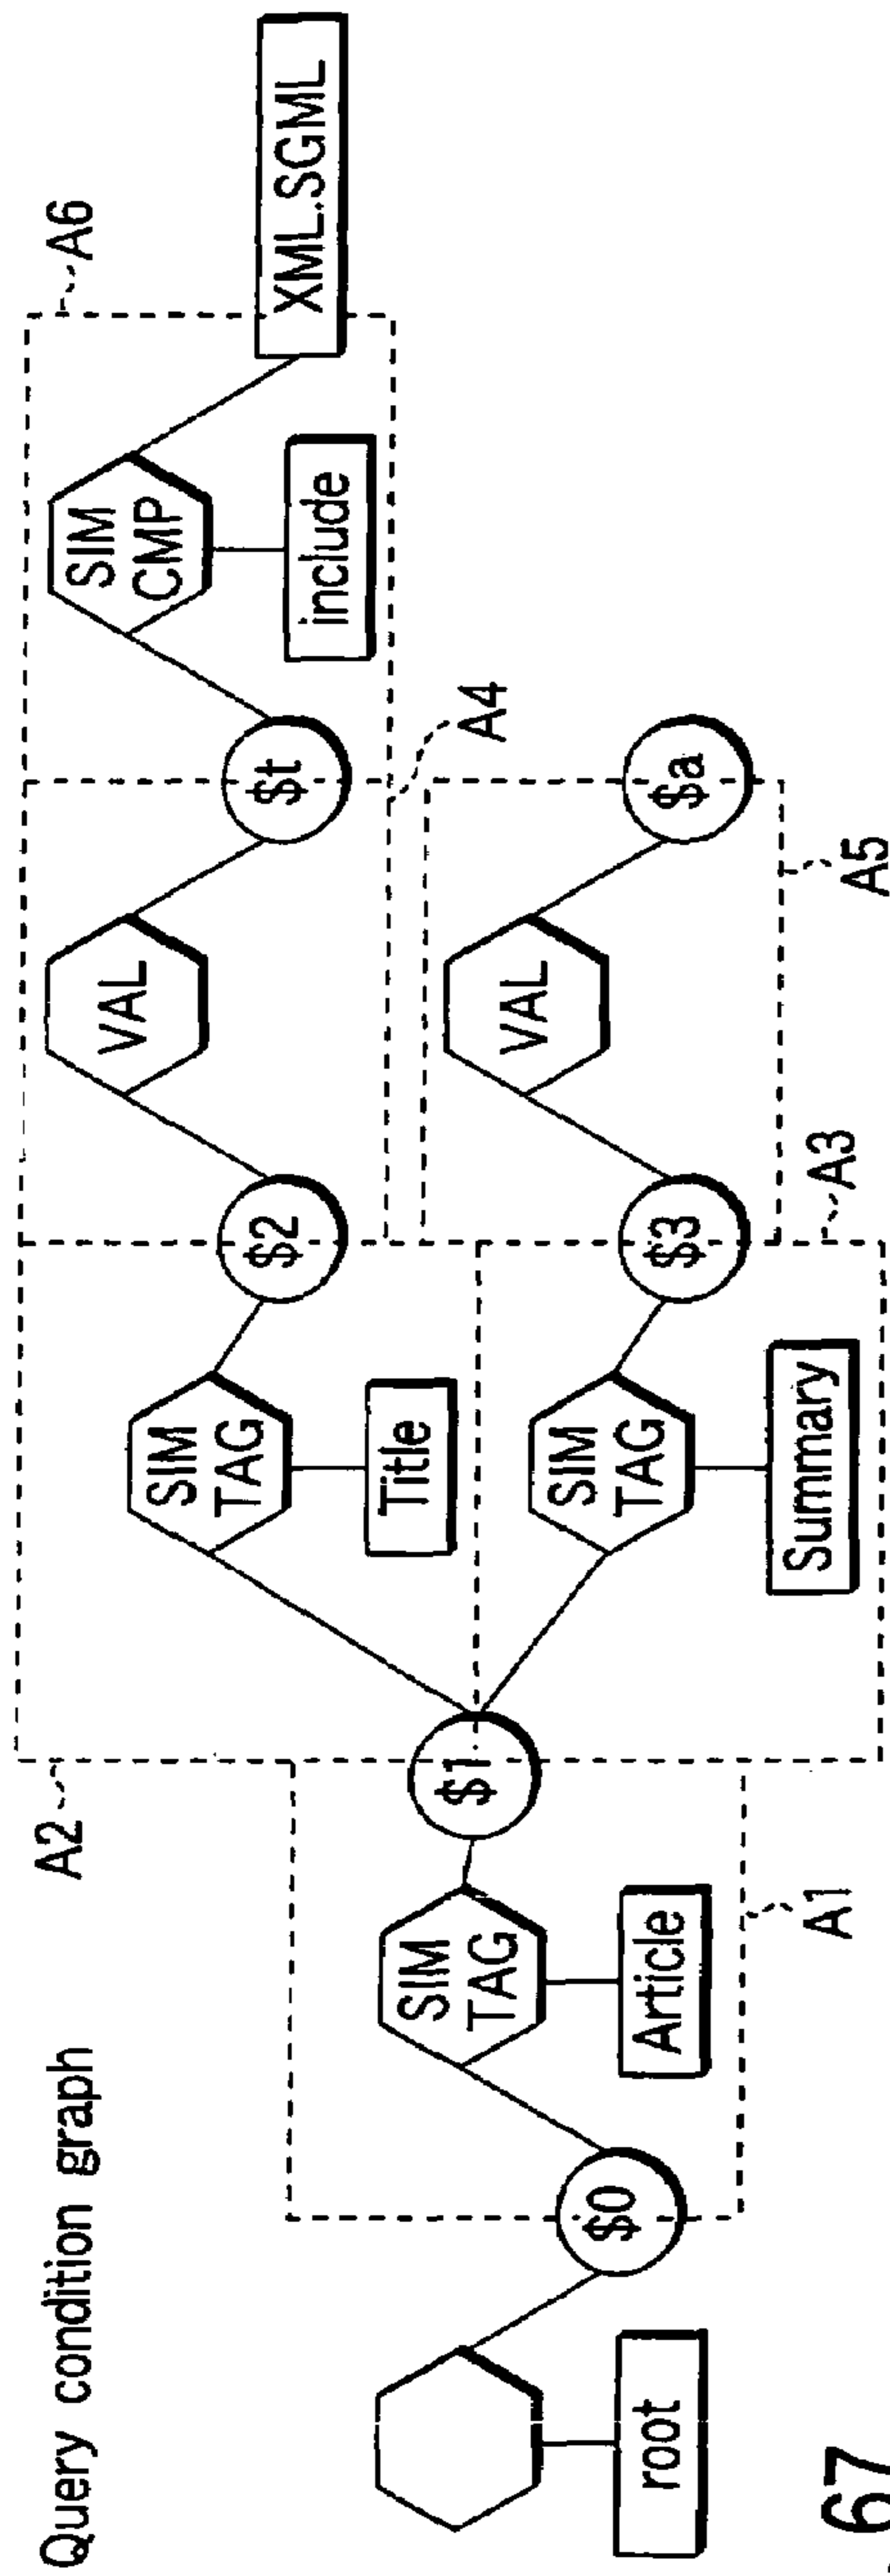 Query condition graph
A2
A6
SIM
TAG
Title
$2
VAL
$t
SIM
CMP
include
XML.SGML
A4
root
$0
SIM
TAG
Article
$1
A1
SIM
TAG
Summary
$3
A3
VAL
$a
A5
67